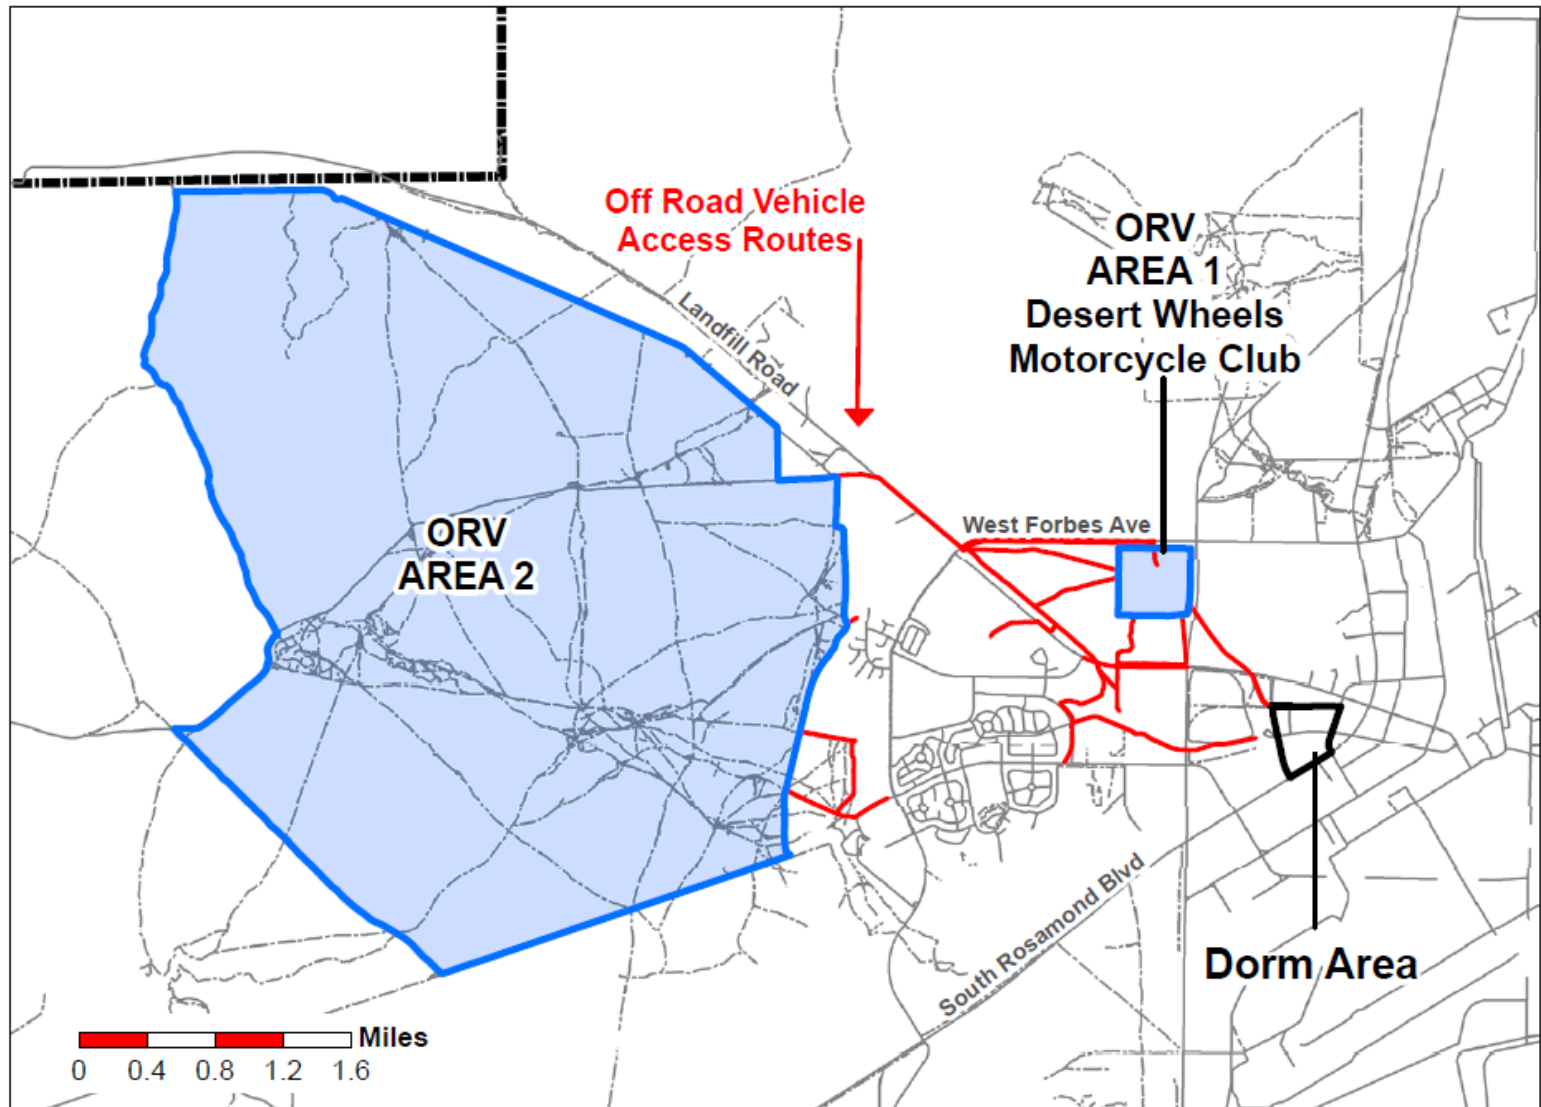 Off Road Vehicle
Access Routes
ORV
AREA 1
Desert Wheels
Motorcycle Club
Landfill Road
West Forbes Ave
ORV
AREA 2
South Rosamond Blvd
Dorm Area
Miles
0 0.4 0.8 1.2 1.6